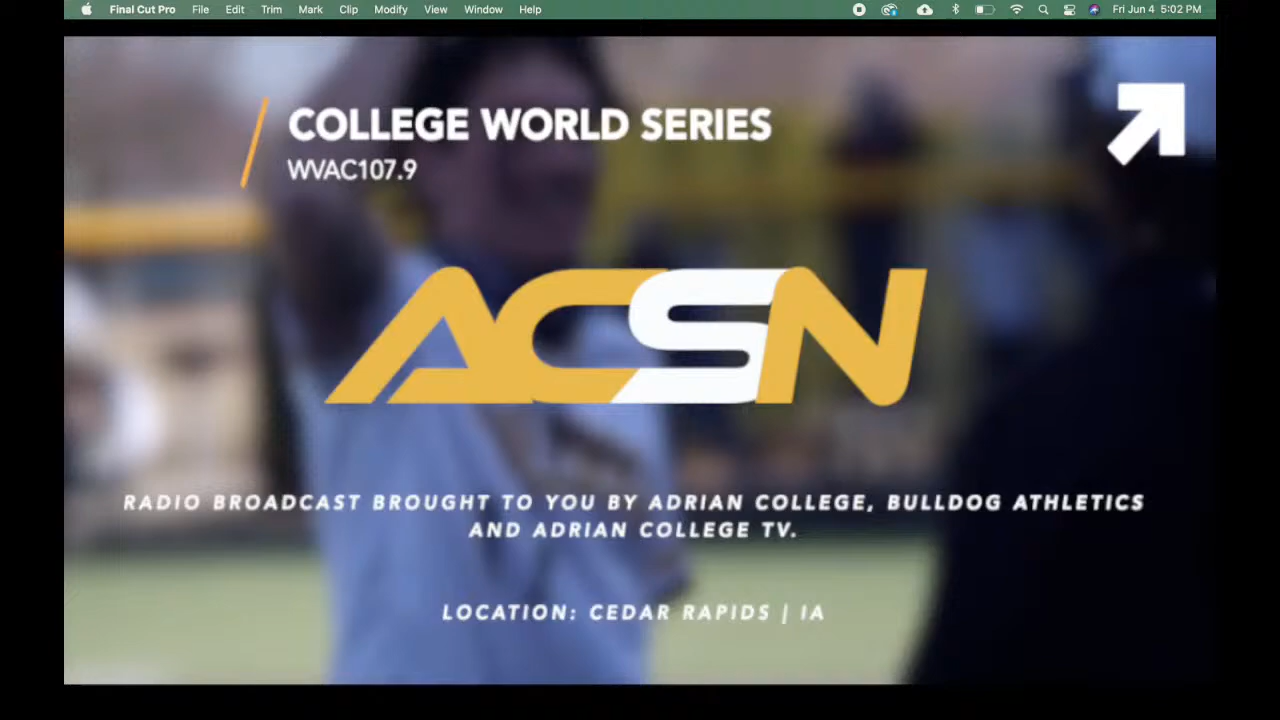 Final Cut Pro File Edit Trim Mark Clip Modify View Window Help Fri Jun 4 5:02 PM
COLLEGE WORLD SERIES
WVAC107.9
ACSN
RADIO BROADCAST BROUGHT TO YOU BY ADRIAN COLLEGE, BULLDOG ATHLETICS
AND ADRIAN COLLEGE TV.
LOCATION: CEDAR RAPIDS | IA